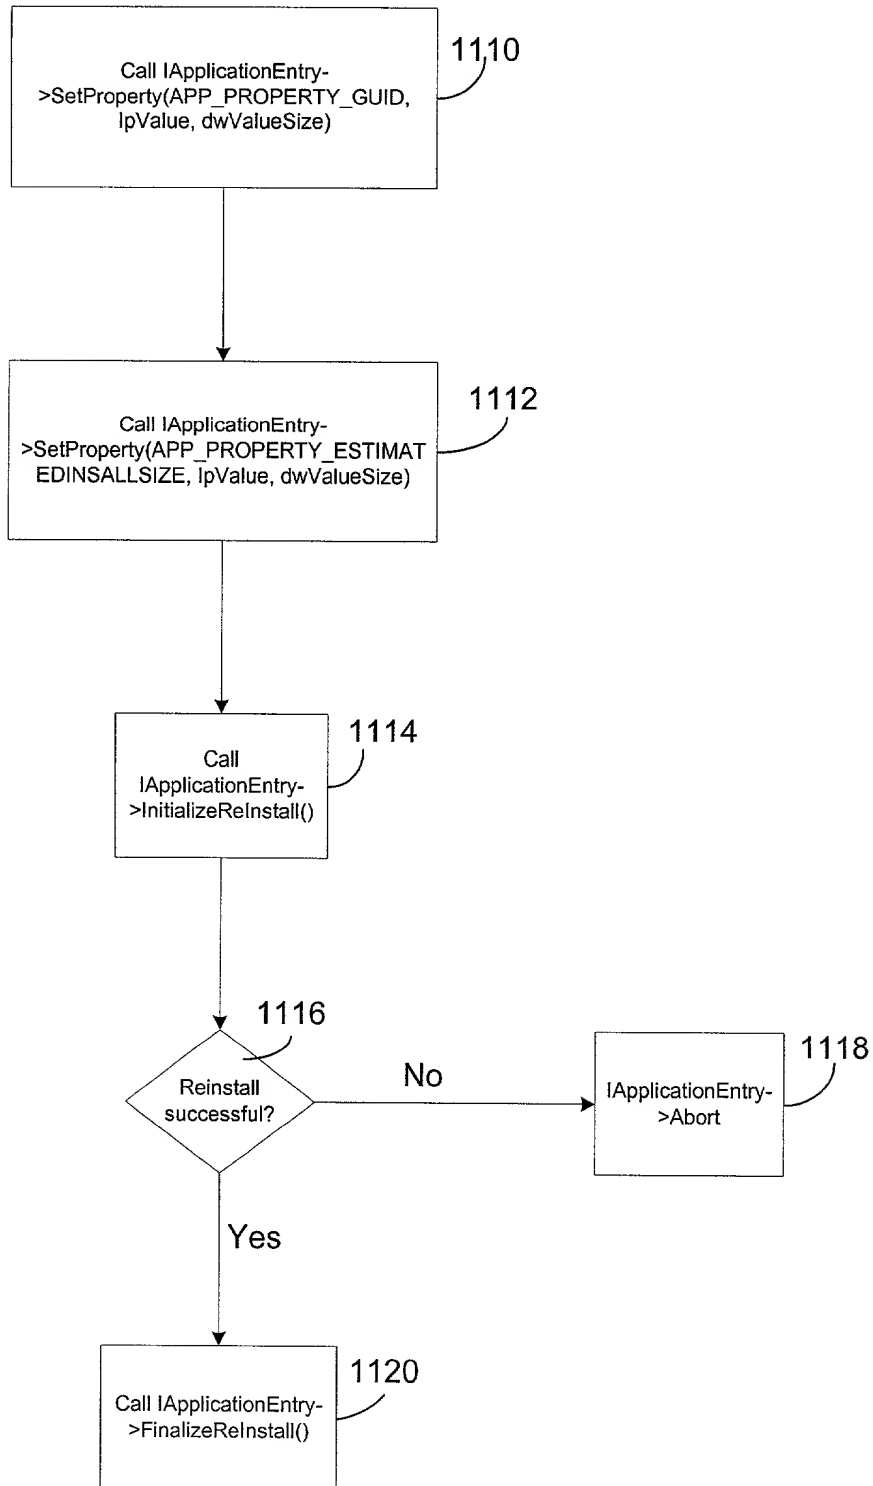 1110
Call IApplicationEntry-
>SetProperty(APP_PROPERTY_GUID,
lpValue, dwValueSize)
1112
Call IApplicationEntry-
>SetProperty(APP_PROPERTY_ESTIMAT
EDINSALLSIZE, lpValue, dwValueSize)
1114
Call
IApplicationEntry-
>InitializeReInstall()
1116
Reinstall
successful?
No
1118
IApplicationEntry-
>Abort
Yes
1120
Call IApplicationEntry-
>FinalizeReInstall()